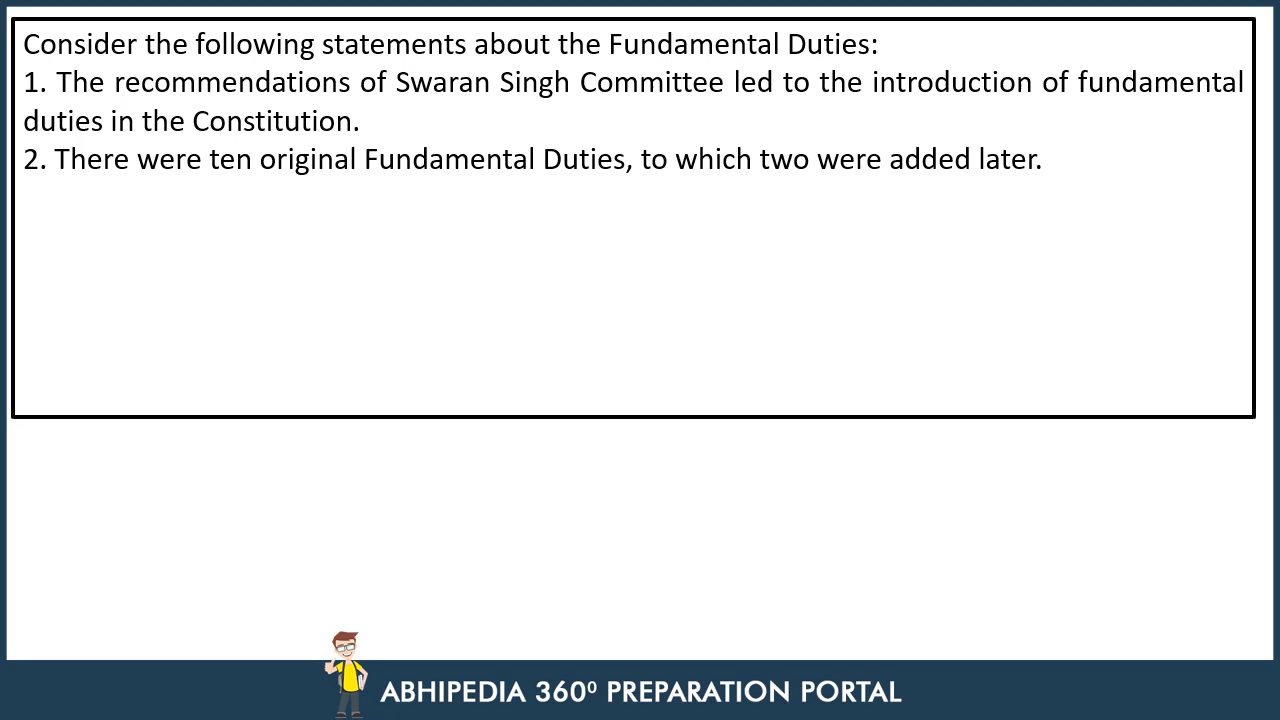 Consider the following statements about the Fundamental Duties:
1. The recommendations of Swaran Singh Committee led to the introduction of fundamental
duties in the Constitution.
2. There were ten original Fundamental Duties, to which two were added later.
ABHIPEDIA 360⁰ PREPARATION PORTAL